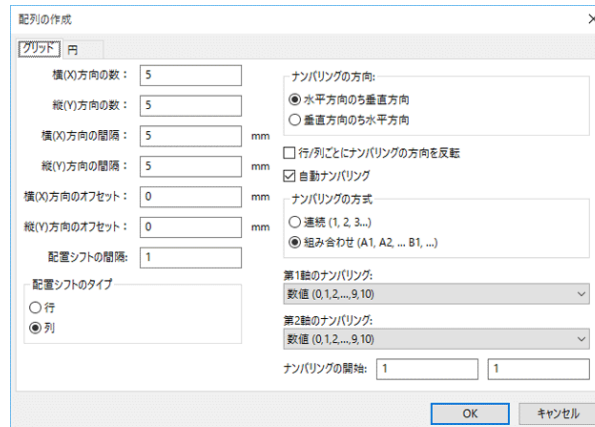 配列の作成
グリッド 円
横(X)方向の数： 5
縦(Y)方向の数： 5
横(X)方向の間隔： 5 mm
縦(Y)方向の間隔： 5 mm
横(X)方向のオフセット： 0 mm
縦(Y)方向のオフセット： 0 mm
配置シフトの間隔: 1
配置シフトのタイプ
行
列
ナンバリングの方向:
水平方向のち垂直方向
垂直方向のち水平方向
行/列ごとにナンバリングの方向を反転
自動ナンバリング
ナンバリングの方式
連続 (1, 2, 3...)
組み合わせ (A1, A2, ... B1, ...)
第1軸のナンバリング:
数値 (0,1,2,...,9,10)
第2軸のナンバリング:
数値 (0,1,2,...,9,10)
ナンバリングの開始: 1 1
OK キャンセル